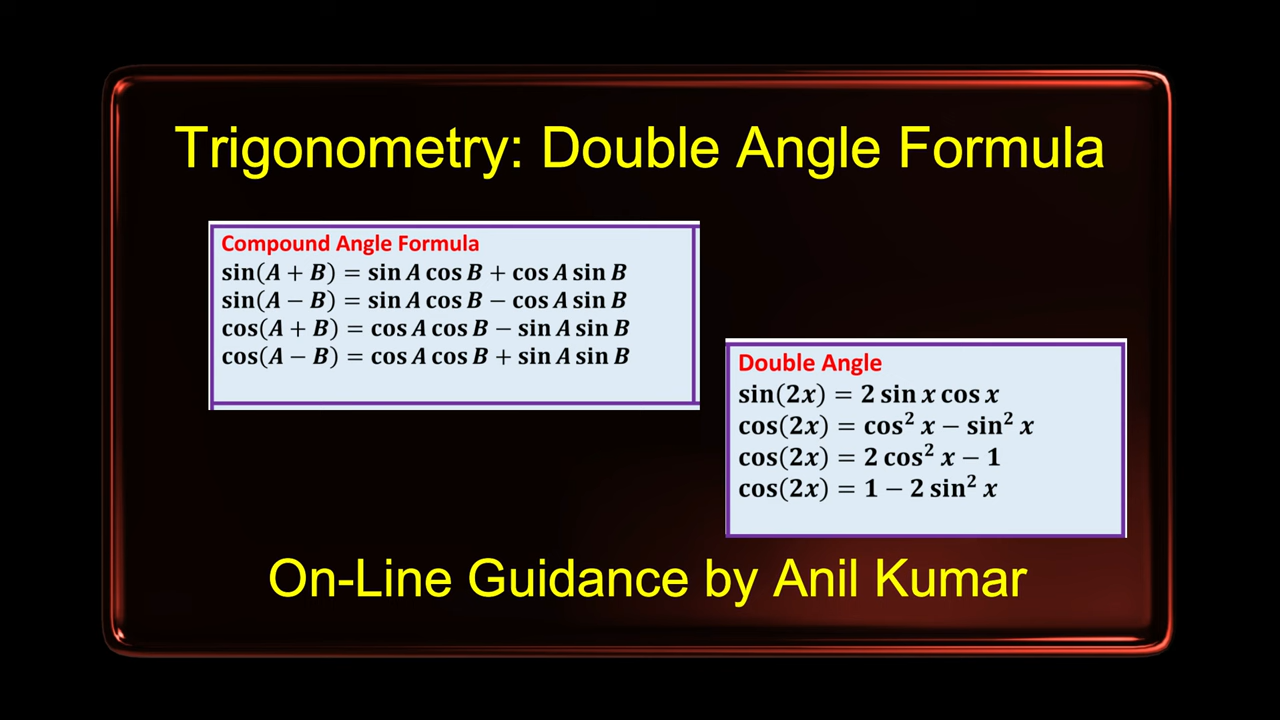 Trigonometry: Double Angle Formula
Compound Angle Formula
sin(A + B) = sin A cos B + cos A sin B
sin(A − B) = sin A cos B − cos A sin B
cos(A + B) = cos A cos B − sin A sin B
cos(A − B) = cos A cos B + sin A sin B
Double Angle
sin(2x) = 2 sin x cos x
cos(2x) = cos² x − sin² x
cos(2x) = 2 cos² x − 1
cos(2x) = 1 − 2 sin² x
On-Line Guidance by Anil Kumar